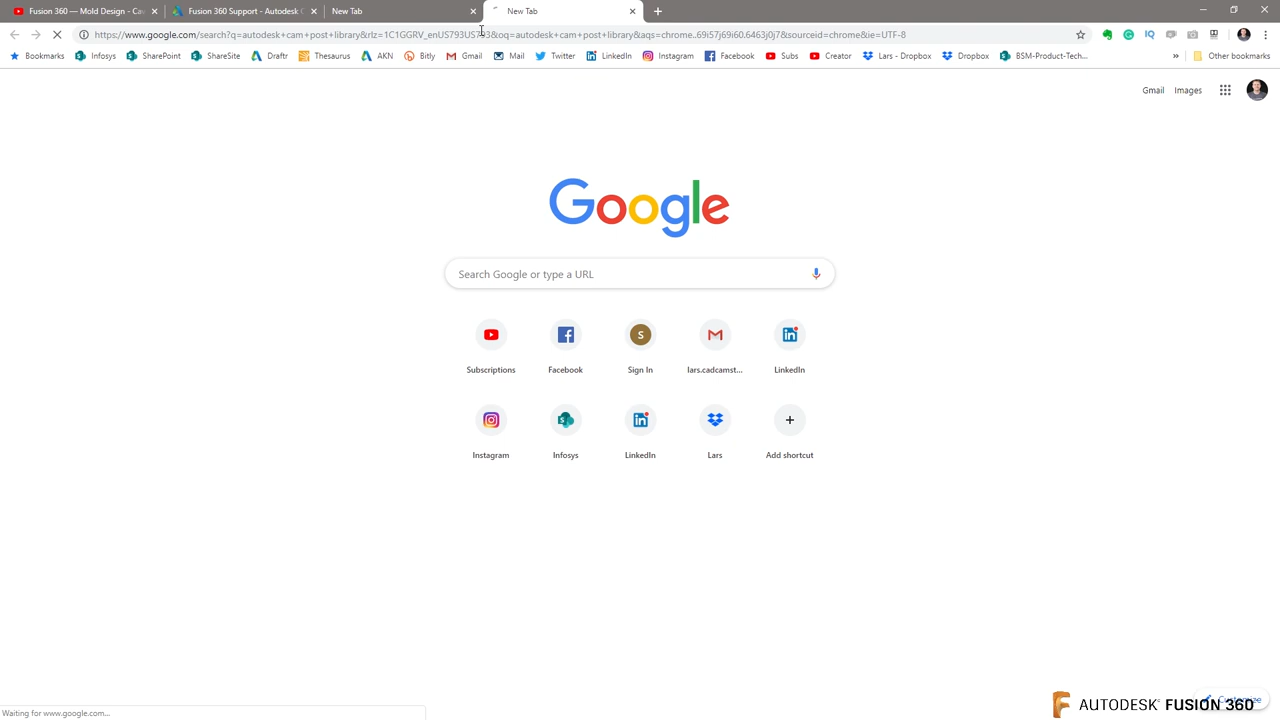 Fusion 360 — Mold Design - Cav
Fusion 360 Support - Autodesk C
New Tab
New Tab
https://www.google.com/search?q=autodesk+cam+post+library&rlz=1C1GGRV_enUS793US793&oq=autodesk+cam+post+library&aqs=chrome..69i57j69i60.6463j0j7&sourceid=chrome&ie=UTF-8
Bookmarks Infosys SharePoint ShareSite Draftr Thesaurus AKN Bitly Gmail Mail Twitter LinkedIn Instagram Facebook Subs Creator Lars - Dropbox Dropbox BSM-Product-Tech... » Other bookmarks
Gmail Images
Google
Search Google or type a URL
S
Subscriptions Facebook Sign In lars.cadcamst... LinkedIn
Instagram Infosys LinkedIn Lars Add shortcut
Customize
AUTODESK® FUSION 360™
Waiting for www.google.com...